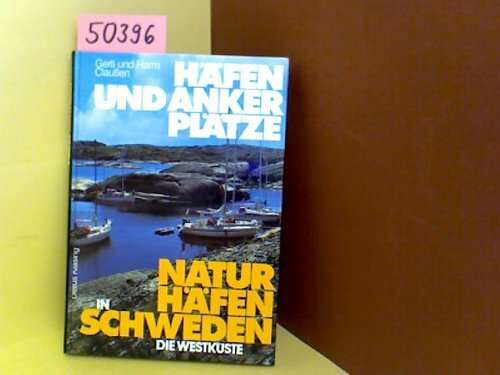 50396
Gerti und Harm
Claußen
HÄFEN
UND ANKER
PLÄTZE
NATUR
HÄFEN
IN
SCHWEDEN
DIE WESTKÜSTE